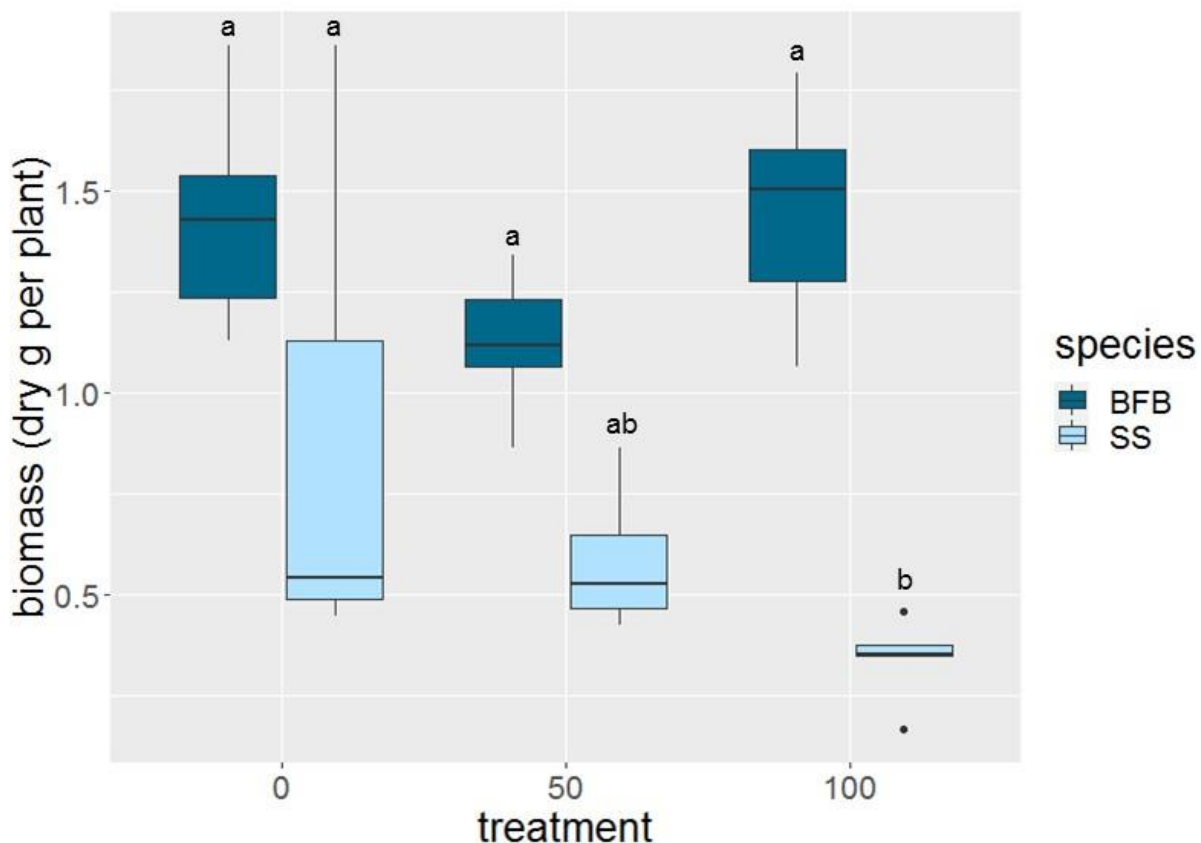 a a a
a
ab
b
biomass (dry g per plant)
1.5
1.0
0.5
0 50 100
treatment
species
BFB
SS